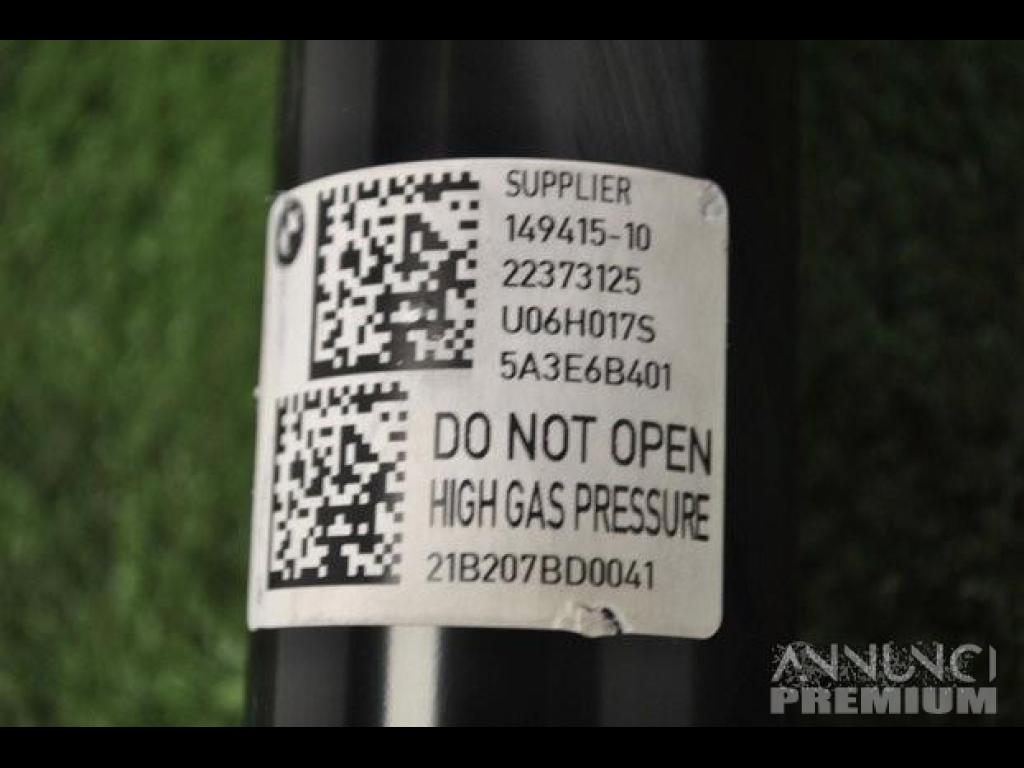 SUPPLIER
149415-10
22373125
U06H017S
5A3E6B401
DO NOT OPEN
HIGH GAS PRESSURE
21B207BD0041
ANNUNCI
PREMIUM